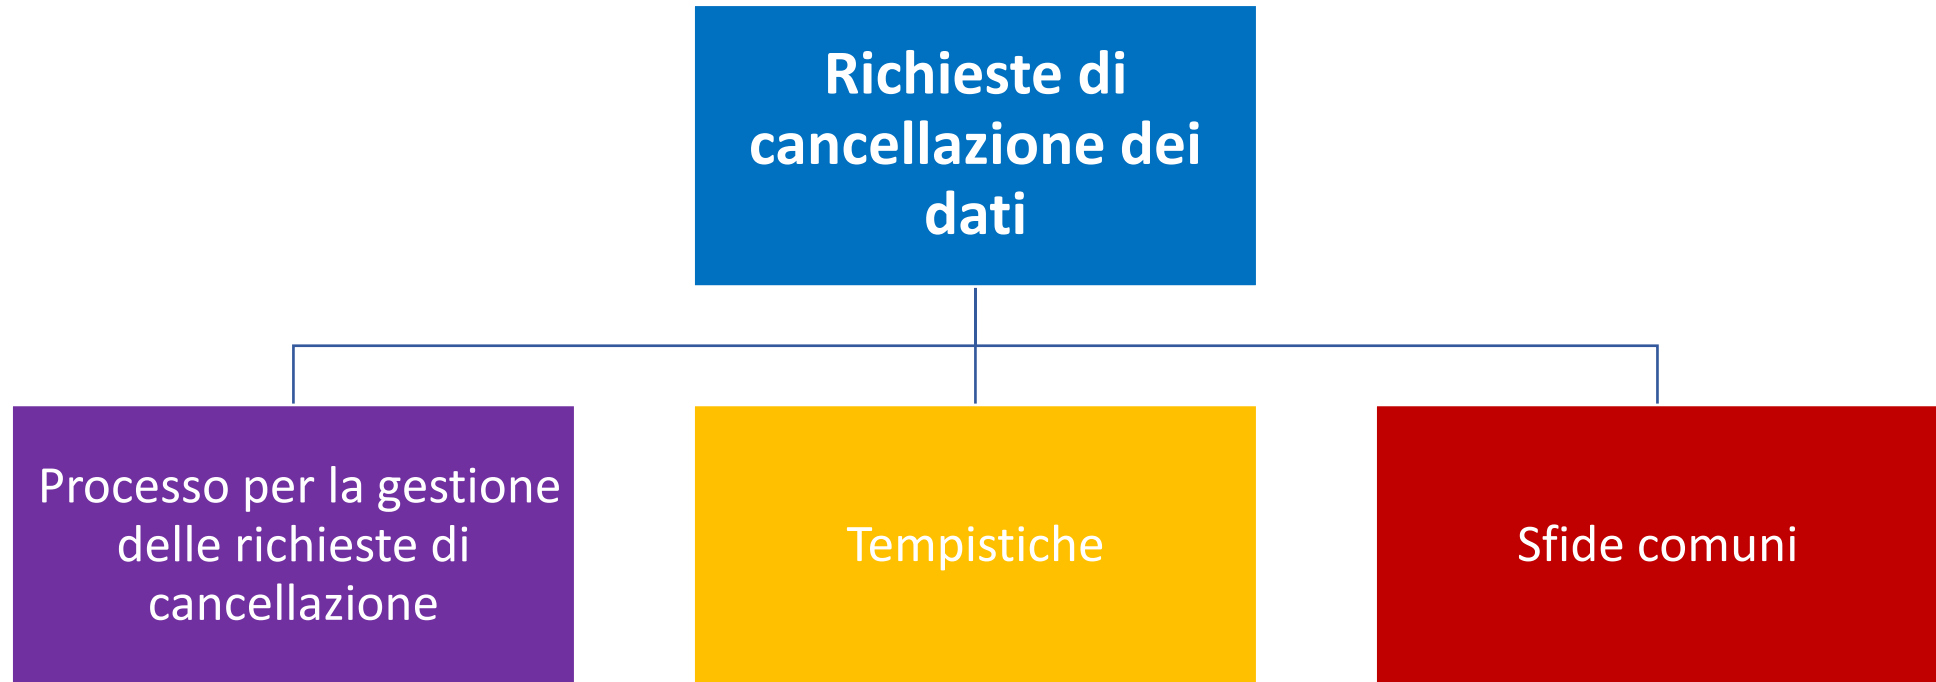 Richieste di
cancellazione dei
dati
Processo per la gestione
delle richieste di
cancellazione
Tempistiche
Sfide comuni